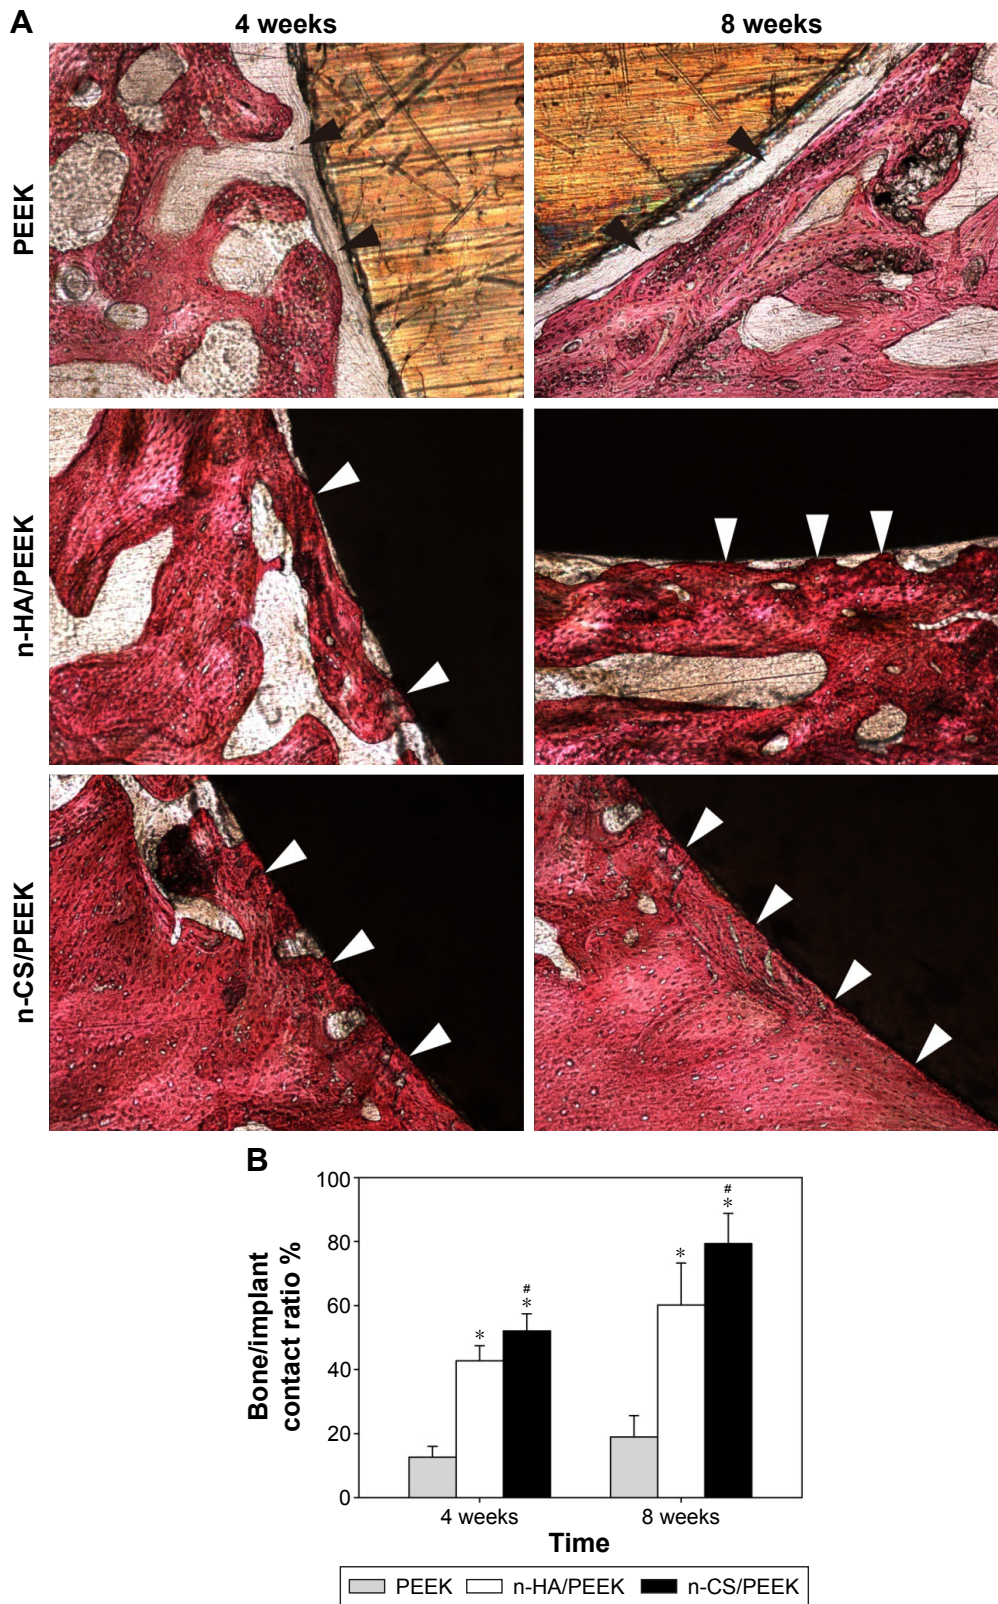 A
4 weeks
8 weeks
PEEK
n-HA/PEEK
n-CS/PEEK
B
Bone/implant
contact ratio %
100
80
60
40
20
0
*
#
*
*
#
*
4 weeks
8 weeks
Time
PEEK
n-HA/PEEK
n-CS/PEEK